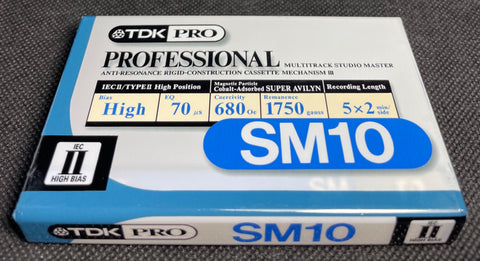 TDK PRO
PROFESSIONAL MULTITRACK STUDIO MASTER
ANTI-RESONANCE RIGID-CONSTRUCTION CASSETTE MECHANISM III
IECII/TYPEII High Position
Bias
High
EQ
70 μs
Magnetic Particle
Cobalt-Adsorbed SUPER AVILYN
Coercivity
680 Oe
Remanence
1750 gauss
Recording Length
5×2 min/side
SM10
IEC
II
HIGH BIAS
TDK PRO SM10
IEC
II
HIGH BIAS